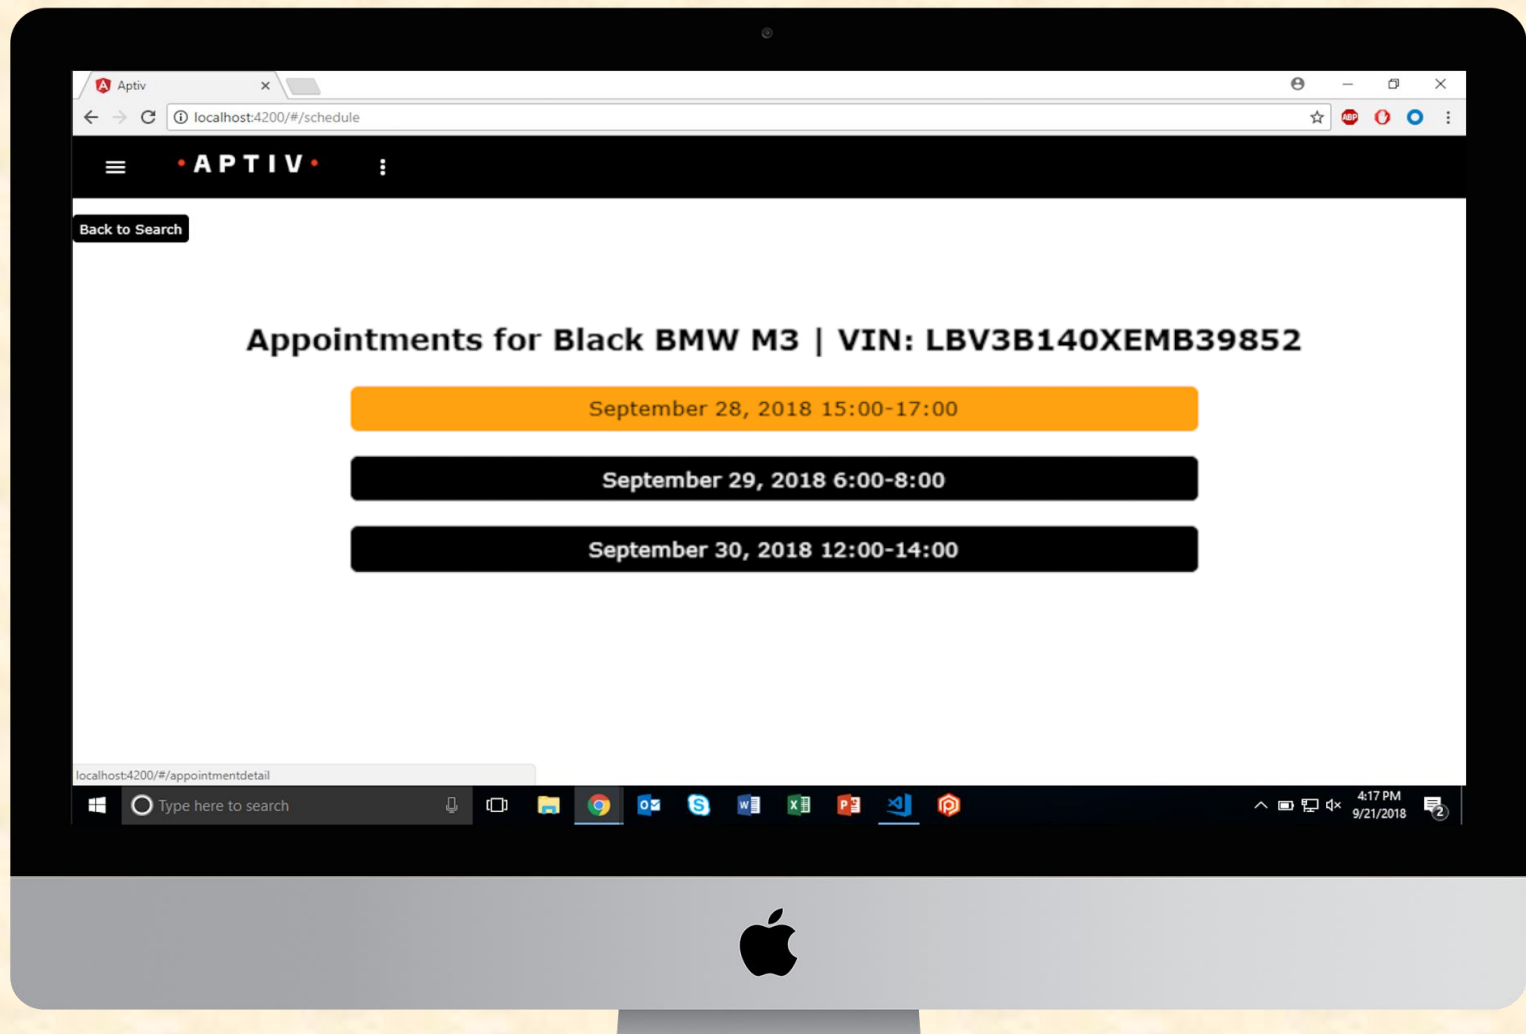 Aptiv
localhost:4200/#/schedule
ABP
APTIV
Back to Search
Appointments for Black BMW M3 | VIN: LBV3B140XEMB39852
September 28, 2018 15:00-17:00
September 29, 2018 6:00-8:00
September 30, 2018 12:00-14:00
localhost:4200/#/appointmentdetail
Type here to search
4:17 PM
9/21/2018
2